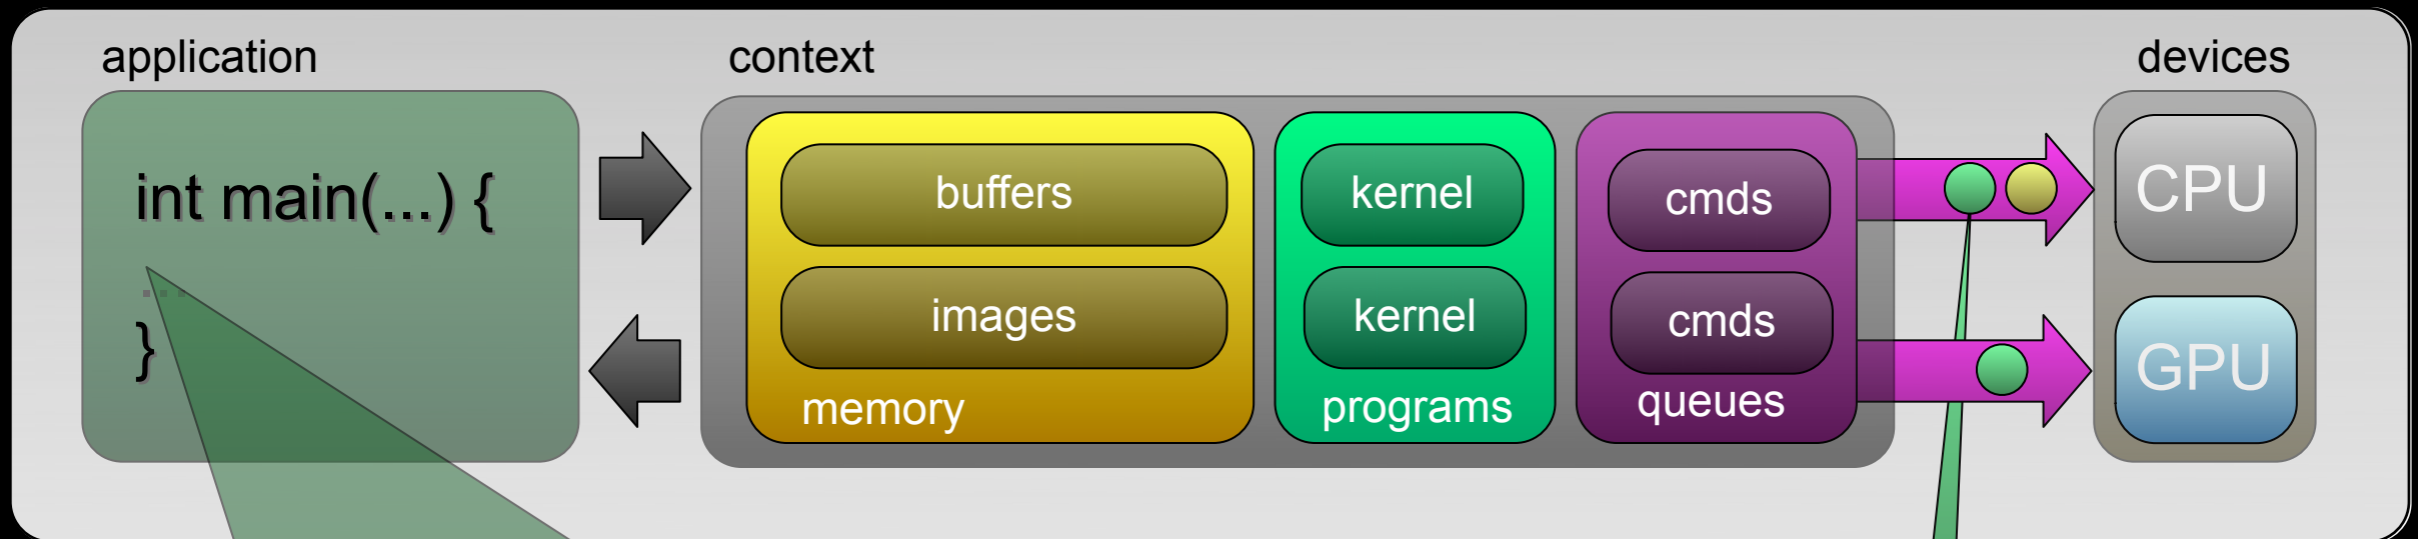 application
int main(...) {
...
}
context
buffers
images
memory
kernel
kernel
programs
cmds
cmds
queues
devices
CPU
GPU